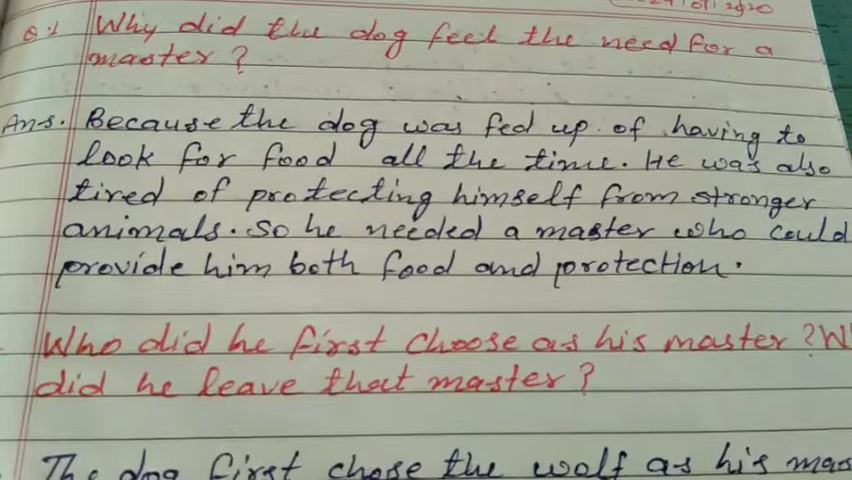 Q.1 Why did the dog feel the need for a
master?
Ans. Because the dog was fed up of having to
look for food all the time. He was also
tired of protecting himself from stronger
animals. So he needed a master who could
provide him both food and protection.
Who did he first choose as his master? W
did he leave that master?
The dog first chose the wolf as his mas